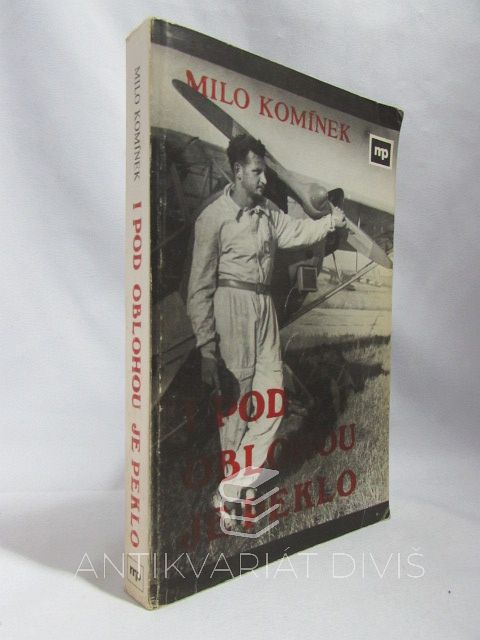 MILO KOMÍNEK I POD OBLOHOU JE PEKLO
mp
MILO KOMÍNEK
mp
I POD
OBLOHOU
JE PEKLO
ANTIKVARIÁT DIVIŠ